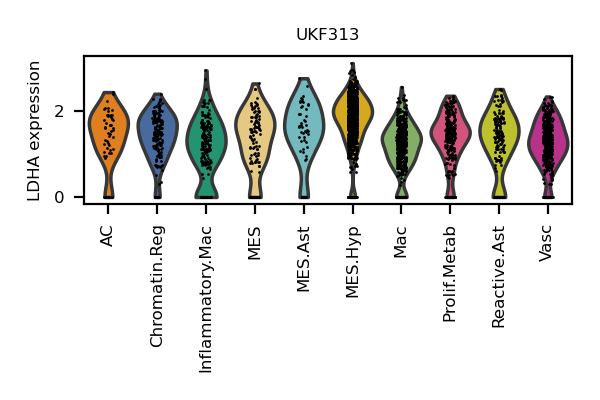 UKF313
LDHA expression
2
0
AC
Chromatin.Reg
Inflammatory.Mac
MES
MES.Ast
MES.Hyp
Mac
Prolif.Metab
Reactive.Ast
Vasc